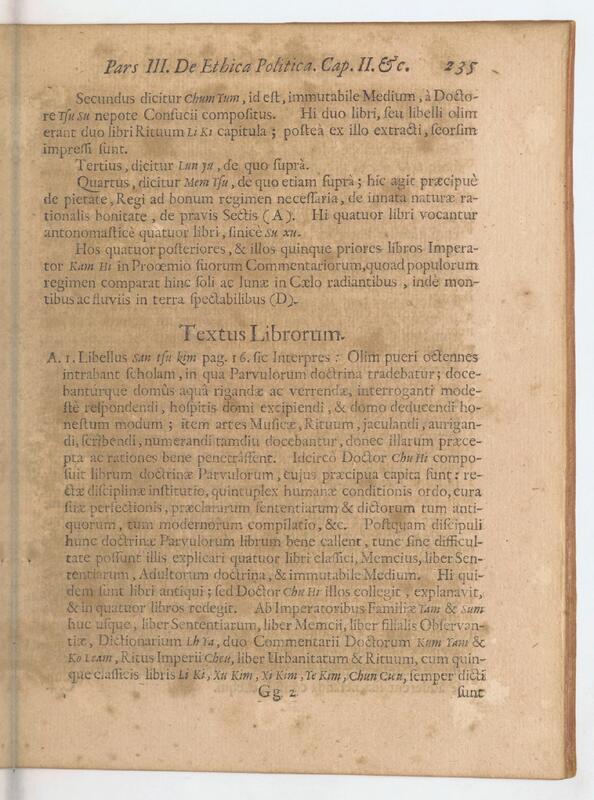 Pars III. De Ethica Politica. Cap. II. &c. 235
Secundus dicitur Chum Yum, id est, immutabile Medium, à Docto-
re Tsu Su nepote Confucii compositus. Hi duo libri, seu libelli olim
erant duo libri Rituum Li Ki capitula; posteà ex illo extracti, seorsim
impressi sunt.
Tertius, dicitur Lun yu, de quo suprà.
Quartus, dicitur Mem Tsu, de quo etiam suprà; hic agit præcipuè
de pietate, Regi ad bonum regimen necessaria, de innata naturæ ra-
tionalis bonitate, de pravis Sectis (A). Hi quatuor libri vocantur
antonomasticè quatuor libri, sinicè Su xu.
Hos quatuor posteriores, & illos quinque priores libros Impera-
tor Kam Hi in Proœmio suorum Commentariorum, quoad populorum
regimen comparat hinc soli ac lunæ in Cælo radiantibus, indè mon-
tibus ac fluviis in terra spectabilibus (D).
Textus Librorum.
A. 1. Libellus San tsu kim pag. 16. sic Interpres: Olim pueri octennes
intrabant scholam, in qua Parvulorum doctrina tradebatur; doce-
banturque domûs aquâ rigandæ ac verrendæ, interroganti mode-
stè respondendi, hospitis domi excipiendi, & domo deducendi ho-
nestum modum; item artes Musicæ, Rituum, jaculandi, aurigan-
di, scribendi, numerandi tamdiu docebantur, donec illarum præce-
pta ac rationes bene penetrâssent. Idcircò Doctor Chu Hi compo-
suit librum doctrinæ Parvulorum, cujus præcipua capita sunt: re-
ctæ disciplinæ institutio, quintuplex humanæ conditionis ordo, cura
suæ perfectionis, præclararum sententiarum & dictorum tum anti-
quorum, tum modernorum compilatio, &c. Postquam discipuli
hunc doctrinæ Parvulorum librum bene callent, tunc sine difficul-
tate possunt illis explicari quatuor libri classici, Memcius, liber Sen-
tentiarum, Adultorum doctrina, & immutabile Medium. Hi qui-
dem sunt libri antiqui; sed Doctor Chu Hi illos collegit, explanavit,
& in quatuor libros redegit. Ab Imperatoribus Familiæ Tam & Sum
huc usque, liber Sententiarum, liber Memcii, liber filialis Observan-
tiæ, Dictionarium Lh Ya, duo Commentarii Doctorum Kum Yam &
Ko Leam, Ritus Imperii Cheu, liber Urbanitatum & Rituum, cum quin-
que classicis libris Li Ki, Xu Kim, Xi Kim, Ye Kim, Chun Cieu, semper dicti
Gg 2 sunt